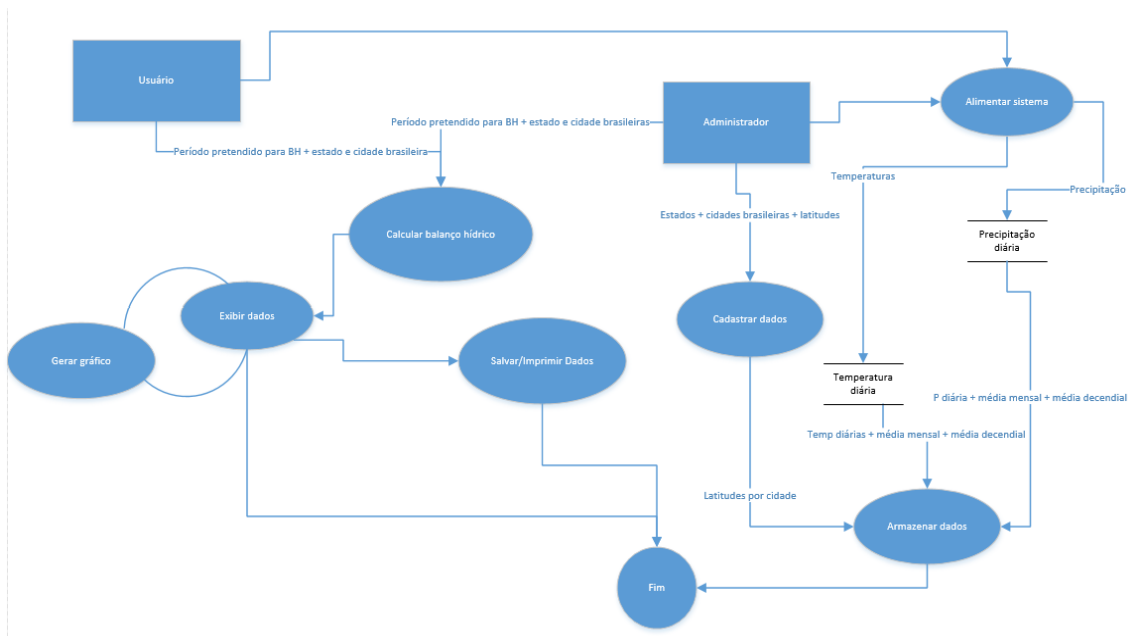 Usuário
Alimentar sistema
Administrador
Período pretendido para BH + estado e cidade brasileiras
Período pretendido para BH + estado e cidade brasileira
Temperaturas
Precipitação
Estados + cidades brasileiras + latitudes
Calcular balanço hídrico
Precipitação
diária
Exibir dados
Cadastrar dados
Gerar gráfico
Salvar/Imprimir Dados
Temperatura
diária
P diária + média mensal + média decendial
Temp diárias + média mensal + média decendial
Latitudes por cidade
Armazenar dados
Fim